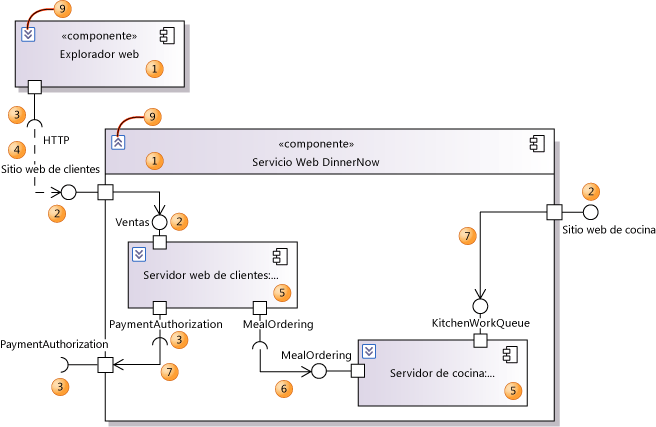 9
«componente»
Explorador web
1
3
HTTP
4
9
«componente»
1
Servicio Web DinnerNow
Sitio web de clientes
2
2
Sitio web de cocina
Ventas
2
7
Servidor web de clientes:...
5
PaymentAuthorization
MealOrdering
KitchenWorkQueue
3
PaymentAuthorization
MealOrdering
3
7
6
Servidor de cocina:...
5